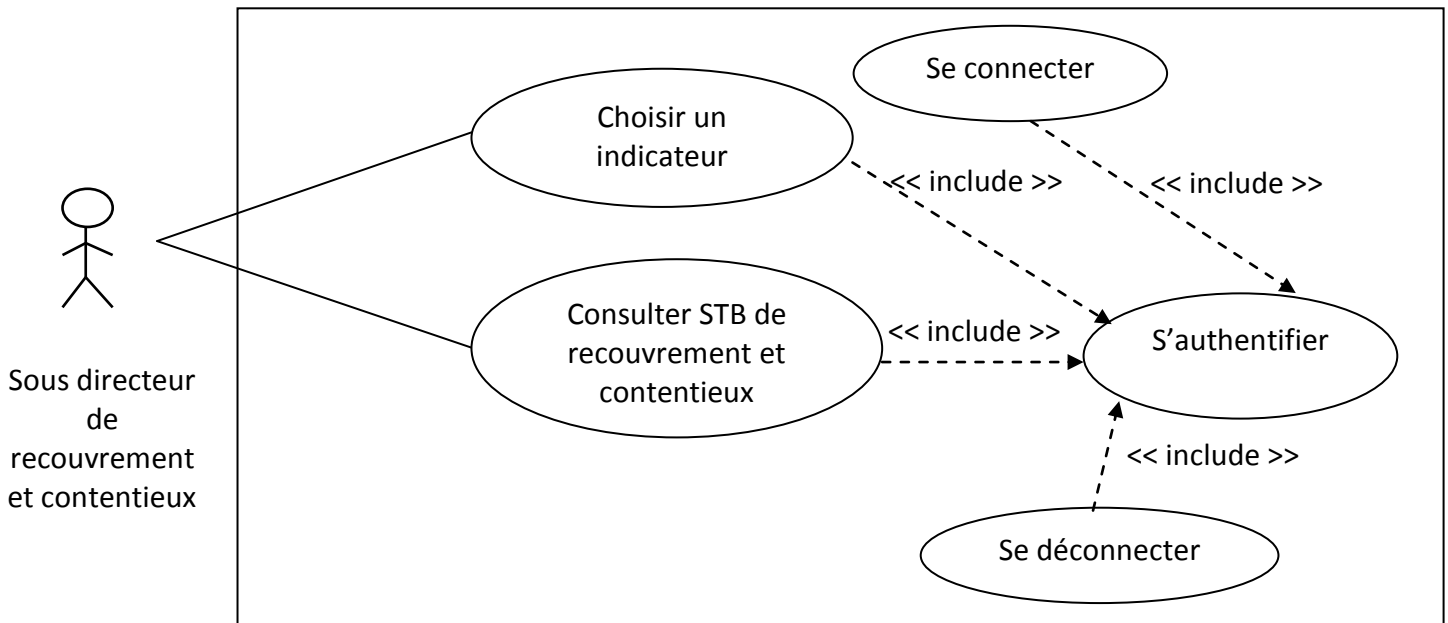 Se connecter
Choisir un
indicateur
<< include >>
<< include >>
Consulter STB de
recouvrement et
contentieux
<< include >>
S’authentifier
Sous directeur
de
recouvrement
et contentieux
<< include >>
Se déconnecter